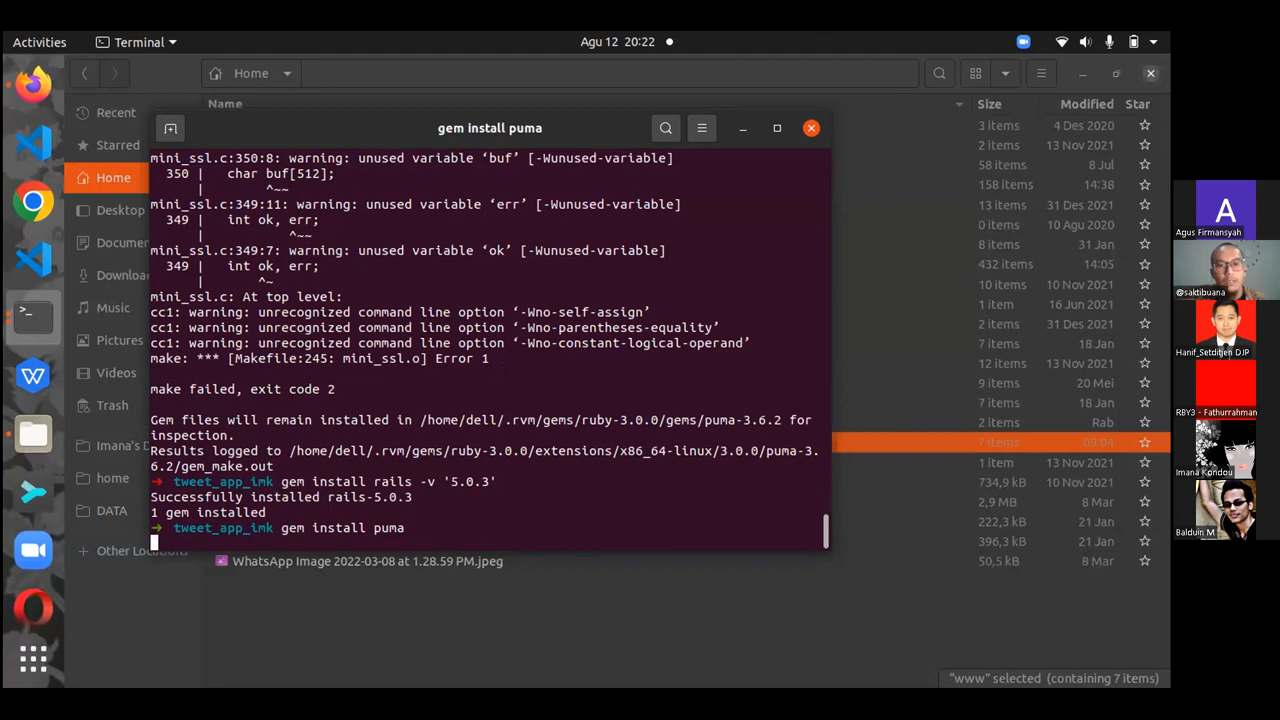 Activities
Terminal
Agu 12 20:22
Home
Name
Size
Modified
Star
Recent
Starred
Home
Desktop
Documen
Downloa
Music
Pictures
Videos
Trash
Imana's D
home
DATA
Other Locations
gem install puma
mini_ssl.c:350:8: warning: unused variable ‘buf’ [-Wunused-variable]
350 | char buf[512];
| ^~~
mini_ssl.c:349:11: warning: unused variable ‘err’ [-Wunused-variable]
349 | int ok, err;
| ^~~
mini_ssl.c:349:7: warning: unused variable ‘ok’ [-Wunused-variable]
349 | int ok, err;
| ^~
mini_ssl.c: At top level:
cc1: warning: unrecognized command line option ‘-Wno-self-assign’
cc1: warning: unrecognized command line option ‘-Wno-parentheses-equality’
cc1: warning: unrecognized command line option ‘-Wno-constant-logical-operand’
make: *** [Makefile:245: mini_ssl.o] Error 1
make failed, exit code 2
Gem files will remain installed in /home/dell/.rvm/gems/ruby-3.0.0/gems/puma-3.6.2 for
inspection.
Results logged to /home/dell/.rvm/gems/ruby-3.0.0/extensions/x86_64-linux/3.0.0/puma-3.
6.2/gem_make.out
➜ tweet_app_imk gem install rails -v '5.0.3'
Successfully installed rails-5.0.3
1 gem installed
➜ tweet_app_imk gem install puma
WhatsApp Image 2022-03-08 at 1.28.59 PM.jpeg
3 items 4 Des 2020
2 items 13 Nov 2021
58 items 8 Jul
158 items 14:38
13 items 31 Des 2021
0 items 10 Agu 2020
8 items 31 Jan
432 items 14:05
10 items 10 Nov 2021
1 item 16 Jun 2021
2 items 31 Des 2021
7 items 18 Jan
12 items 13 Nov 2021
9 items 20 Mei
7 items 18 Jan
2 items Rab
7 items 09:04
1 item 13 Nov 2021
734,9 kB 10 Nov 2021
2,9 MB 8 Mar
222,3 kB 21 Jan
396,3 kB 21 Jan
50,5 kB 8 Mar
"www" selected (containing 7 items)
A
Agus Firmansyah
@saktibuana
Hanif_Setditjen DJP
RBY3 - Fathurrahman
Imana Kondou
Balduin M